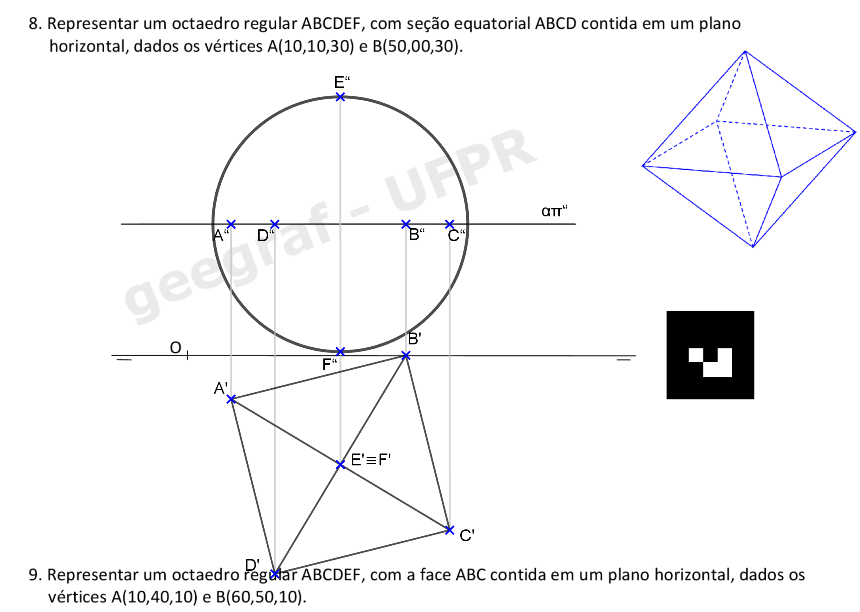 8. Representar um octaedro regular ABCDEF, com seção equatorial ABCD contida em um plano
horizontal, dados os vértices A(10,10,30) e B(50,00,30).
E“
geegraf - UFPR
απ“
A“ D“ B“ C“
B'
O
F“
A'
E'≡F'
C'
D'
9. Representar um octaedro regular ABCDEF, com a face ABC contida em um plano horizontal, dados os
vértices A(10,40,10) e B(60,50,10).